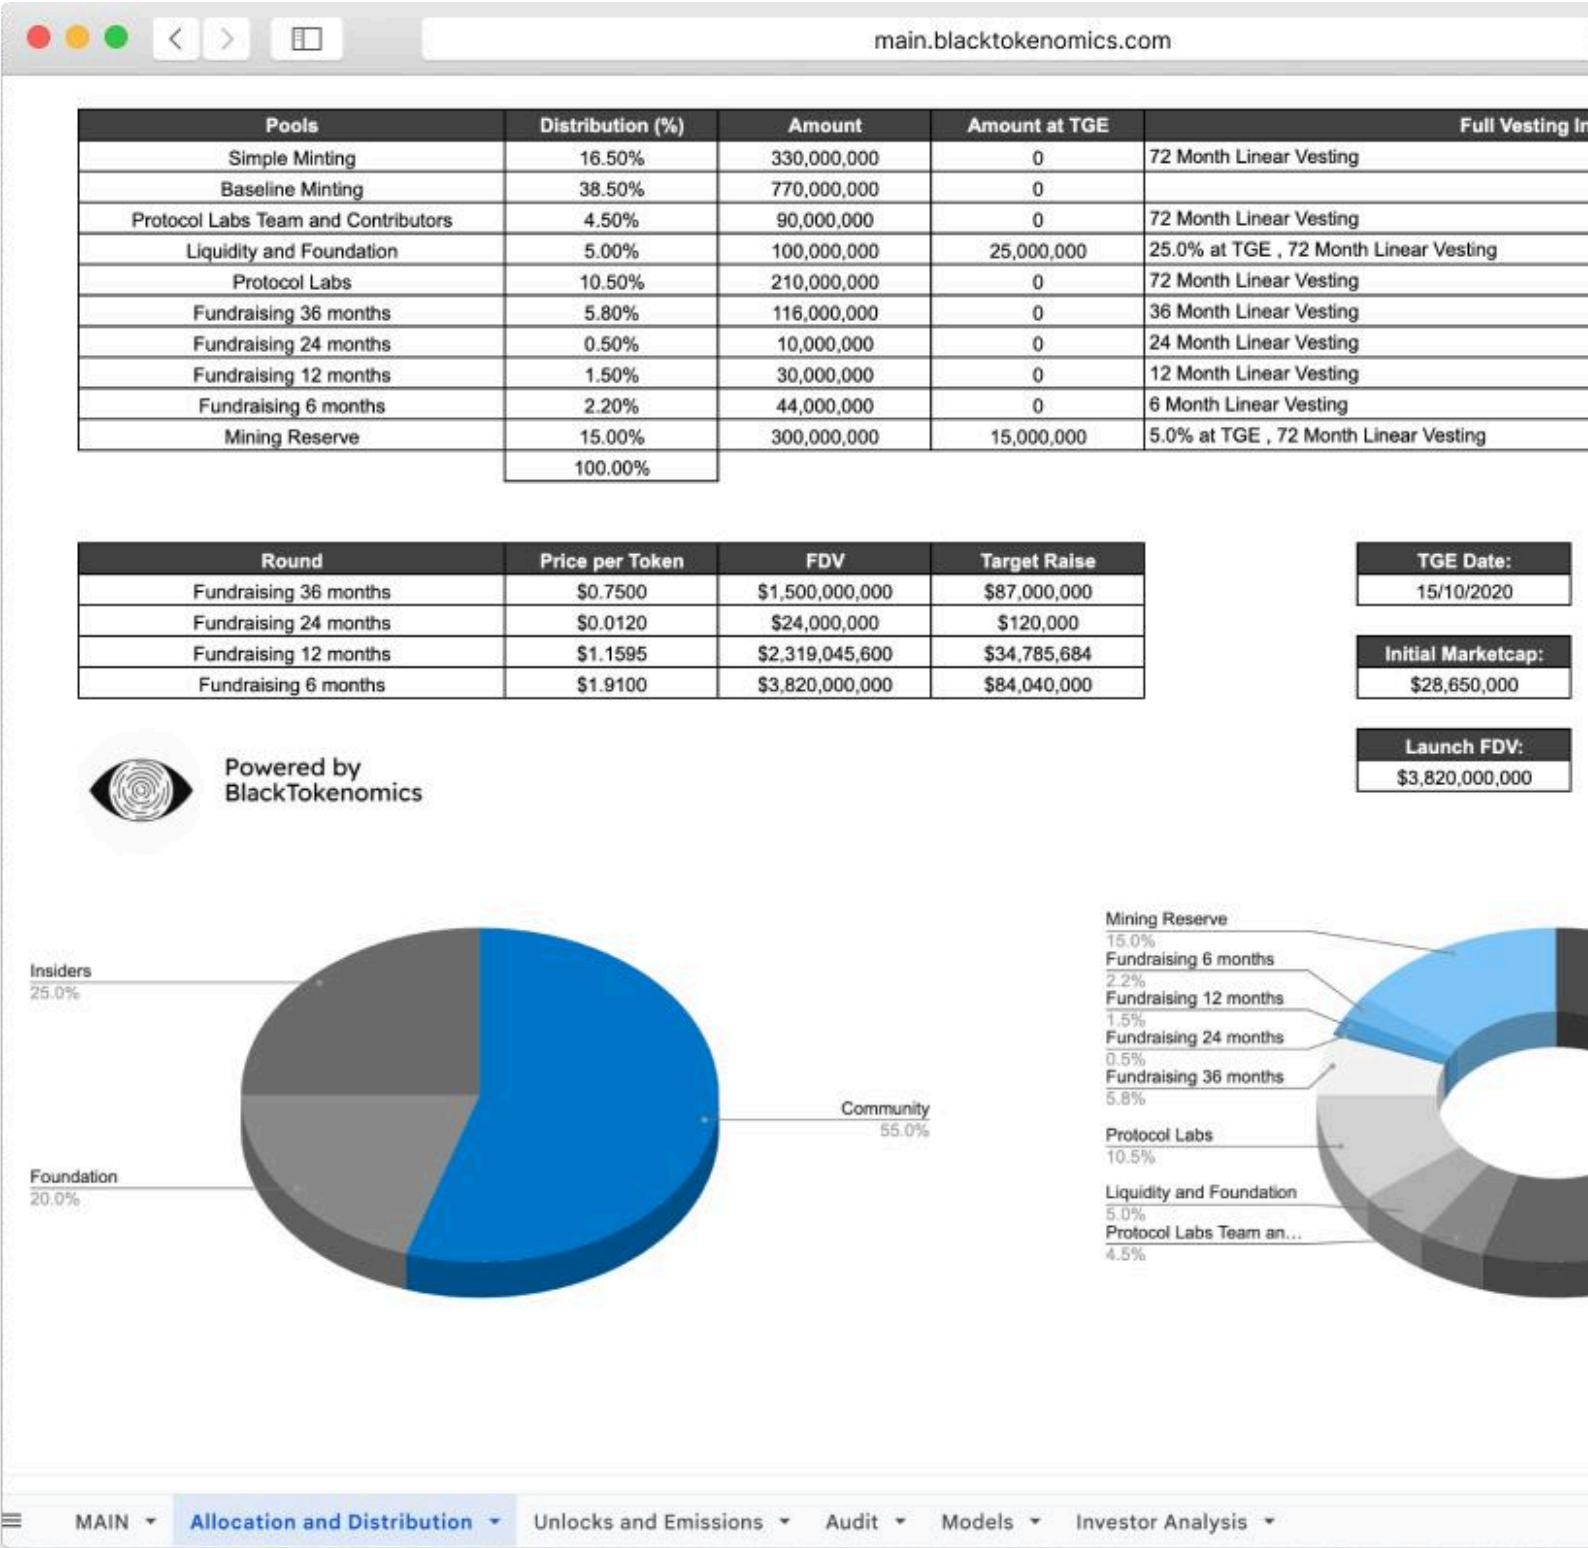 main.blacktokenomics.com
Pools Distribution (%) Amount Amount at TGE Full Vesting
Simple Minting 16.50% 330,000,000 0 72 Month Linear Vesting
Baseline Minting 38.50% 770,000,000 0
Protocol Labs Team and Contributors 4.50% 90,000,000 0 72 Month Linear Vesting
Liquidity and Foundation 5.00% 100,000,000 25,000,000 25.0% at TGE , 72 Month Linear Vesting
Protocol Labs 10.50% 210,000,000 0 72 Month Linear Vesting
Fundraising 36 months 5.80% 116,000,000 0 36 Month Linear Vesting
Fundraising 24 months 0.50% 10,000,000 0 24 Month Linear Vesting
Fundraising 12 months 1.50% 30,000,000 0 12 Month Linear Vesting
Fundraising 6 months 2.20% 44,000,000 0 6 Month Linear Vesting
Mining Reserve 15.00% 300,000,000 15,000,000 5.0% at TGE , 72 Month Linear Vesting
100.00%
Round Price per Token FDV Target Raise
Fundraising 36 months $0.7500 $1,500,000,000 $87,000,000
Fundraising 24 months $0.0120 $24,000,000 $120,000
Fundraising 12 months $1.1595 $2,319,045,600 $34,785,684
Fundraising 6 months $1.9100 $3,820,000,000 $84,040,000
TGE Date:
15/10/2020
Initial Marketcap:
$28,650,000
Launch FDV:
$3,820,000,000
Powered by
BlackTokenomics
Insiders
25.0%
Foundation
20.0%
Community
55.0%
Mining Reserve
15.0%
Fundraising 6 months
2.2%
Fundraising 12 months
1.5%
Fundraising 24 months
0.5%
Fundraising 36 months
5.8%
Protocol Labs
10.5%
Liquidity and Foundation
5.0%
Protocol Labs Team an...
4.5%
MAIN Allocation and Distribution Unlocks and Emissions Audit Models Investor Analysis